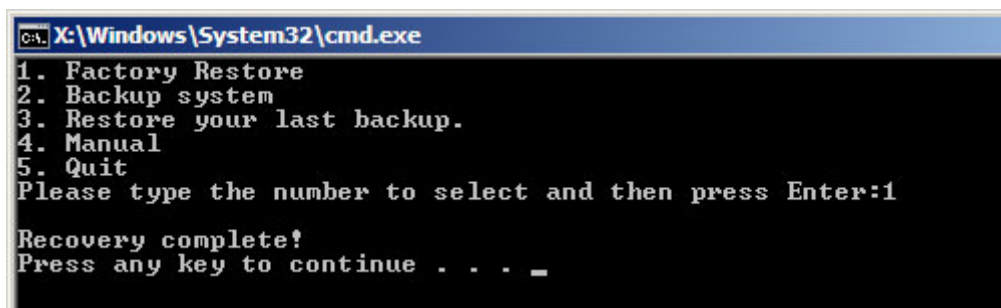 X:\Windows\System32\cmd.exe
1. Factory Restore
2. Backup system
3. Restore your last backup.
4. Manual
5. Quit
Please type the number to select and then press Enter:1
Recovery complete!
Press any key to continue . . . _